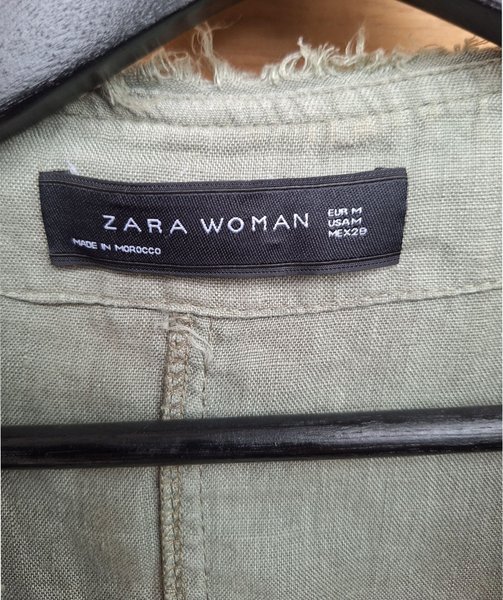 ZARA WOMAN
MADE IN MOROCCO
EUR M
USA M
MEX 28